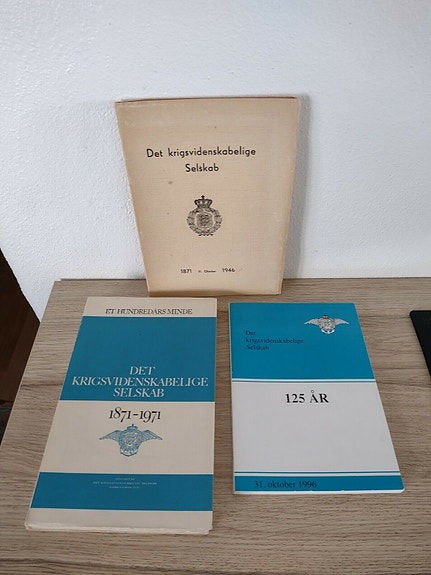 Det krigsvidenskabelige
Selskab
1871 31. Oktober 1946
ET HUNDREDÅRS MINDE
DET
KRIGSVIDENSKABELIGE
SELSKAB
1871-1971
Det
krigsvidenskabelige
Selskab
125 ÅR
31. oktober 1996